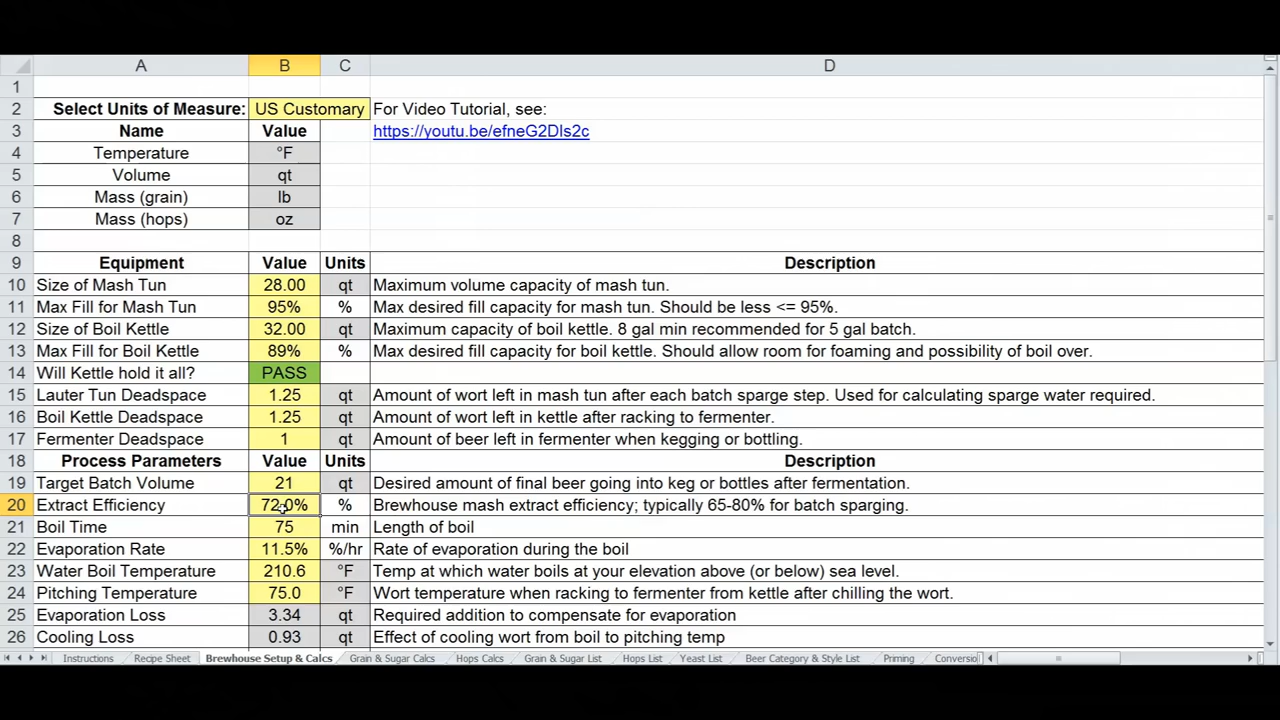 A B C D
1
2 Select Units of Measure: US Customary For Video Tutorial, see:
3 Name Value https://youtu.be/efneG2DIs2c
4 Temperature °F
5 Volume qt
6 Mass (grain) lb
7 Mass (hops) oz
8
9 Equipment Value Units Description
10 Size of Mash Tun 28.00 qt Maximum volume capacity of mash tun.
11 Max Fill for Mash Tun 95% % Max desired fill capacity for mash tun. Should be less <= 95%.
12 Size of Boil Kettle 32.00 qt Maximum capacity of boil kettle. 8 gal min recommended for 5 gal batch.
13 Max Fill for Boil Kettle 89% % Max desired fill capacity for boil kettle. Should allow room for foaming and possibility of boil over.
14 Will Kettle hold it all? PASS
15 Lauter Tun Deadspace 1.25 qt Amount of wort left in mash tun after each batch sparge step. Used for calculating sparge water required.
16 Boil Kettle Deadspace 1.25 qt Amount of wort left in kettle after racking to fermenter.
17 Fermenter Deadspace 1 qt Amount of beer left in fermenter when kegging or bottling.
18 Process Parameters Value Units Description
19 Target Batch Volume 21 qt Desired amount of final beer going into keg or bottles after fermentation.
20 Extract Efficiency 72.0% % Brewhouse mash extract efficiency; typically 65-80% for batch sparging.
21 Boil Time 75 min Length of boil
22 Evaporation Rate 11.5% %/hr Rate of evaporation during the boil
23 Water Boil Temperature 210.6 °F Temp at which water boils at your elevation above (or below) sea level.
24 Pitching Temperature 75.0 °F Wort temperature when racking to fermenter from kettle after chilling the wort.
25 Evaporation Loss 3.34 qt Required addition to compensate for evaporation
26 Cooling Loss 0.93 qt Effect of cooling wort from boil to pitching temp
Instructions Recipe Sheet Brewhouse Setup & Calcs Grain & Sugar Calcs Hops Calcs Grain & Sugar List Hops List Yeast List Beer Category & Style List Priming Conversio